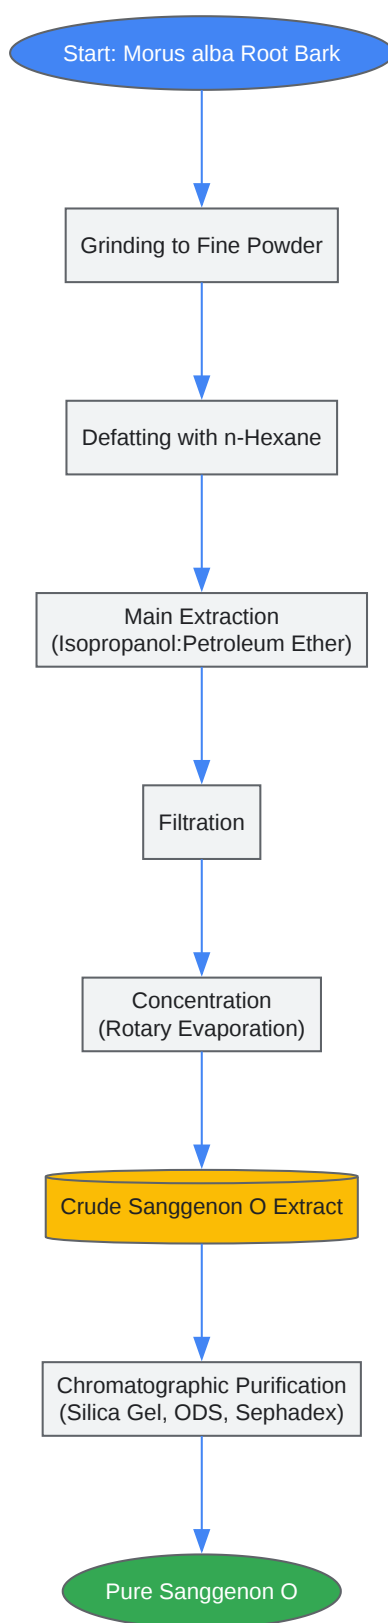 Start: Morus alba Root Bark
Grinding to Fine Powder
Defatting with n-Hexane
Main Extraction
(Isopropanol:Petroleum Ether)
Filtration
Concentration
(Rotary Evaporation)
Crude Sanggenon O Extract
Chromatographic Purification
(Silica Gel, ODS, Sephadex)
Pure Sanggenon O